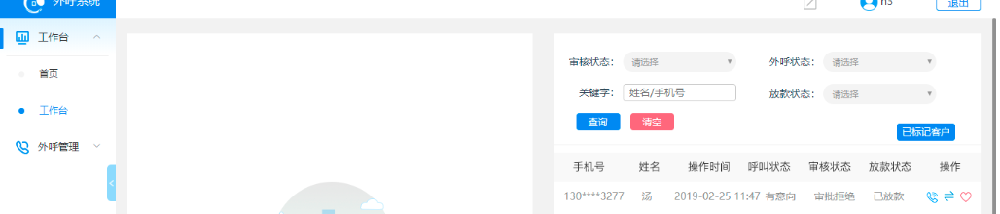 外呼系统
h3
退出
工作台
首页
工作台
外呼管理
审核状态： 请选择 外呼状态： 请选择
关键字： 姓名/手机号 放款状态： 请选择
查询 清空
已标记客户
手机号 姓名 操作时间 呼叫状态 审核状态 放款状态 操作
130****3277 汤 2019-02-25 11:47 有意向 审批拒绝 已放款